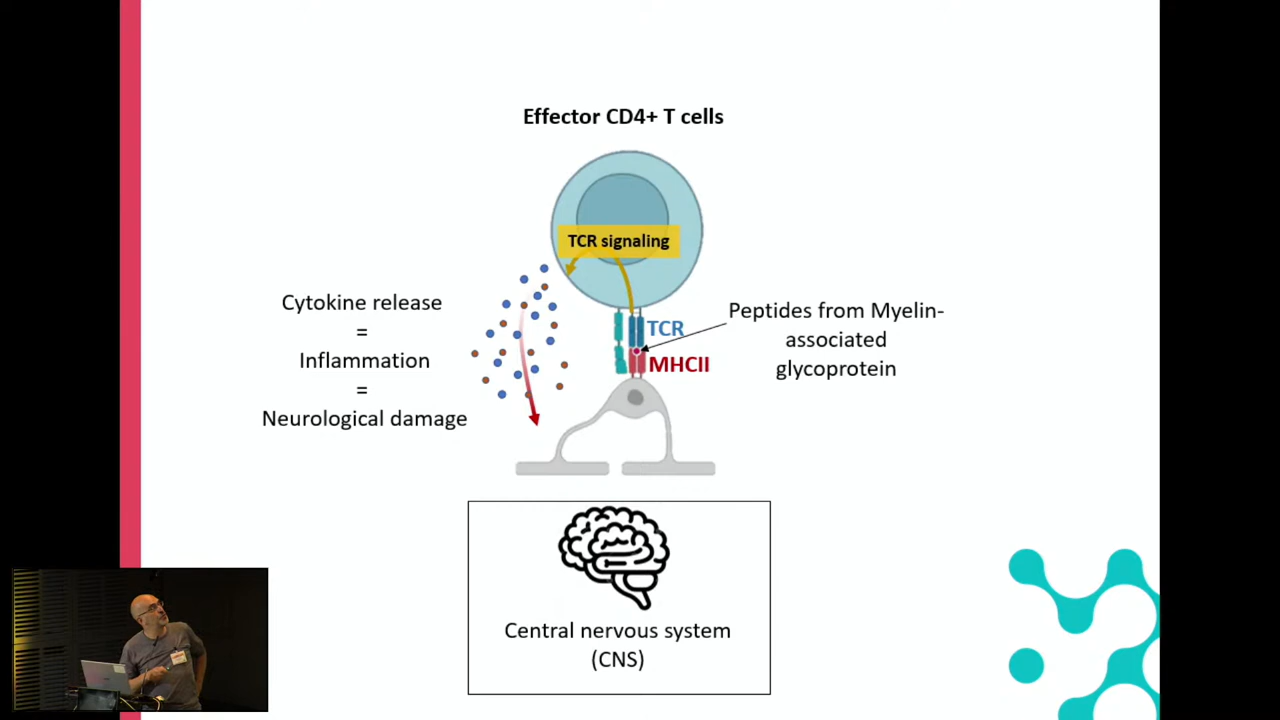 Effector CD4+ T cells
TCR signaling
Cytokine release
=
Inflammation
=
Neurological damage
TCR
MHCII
Peptides from Myelin-
associated
glycoprotein
Central nervous system
(CNS)